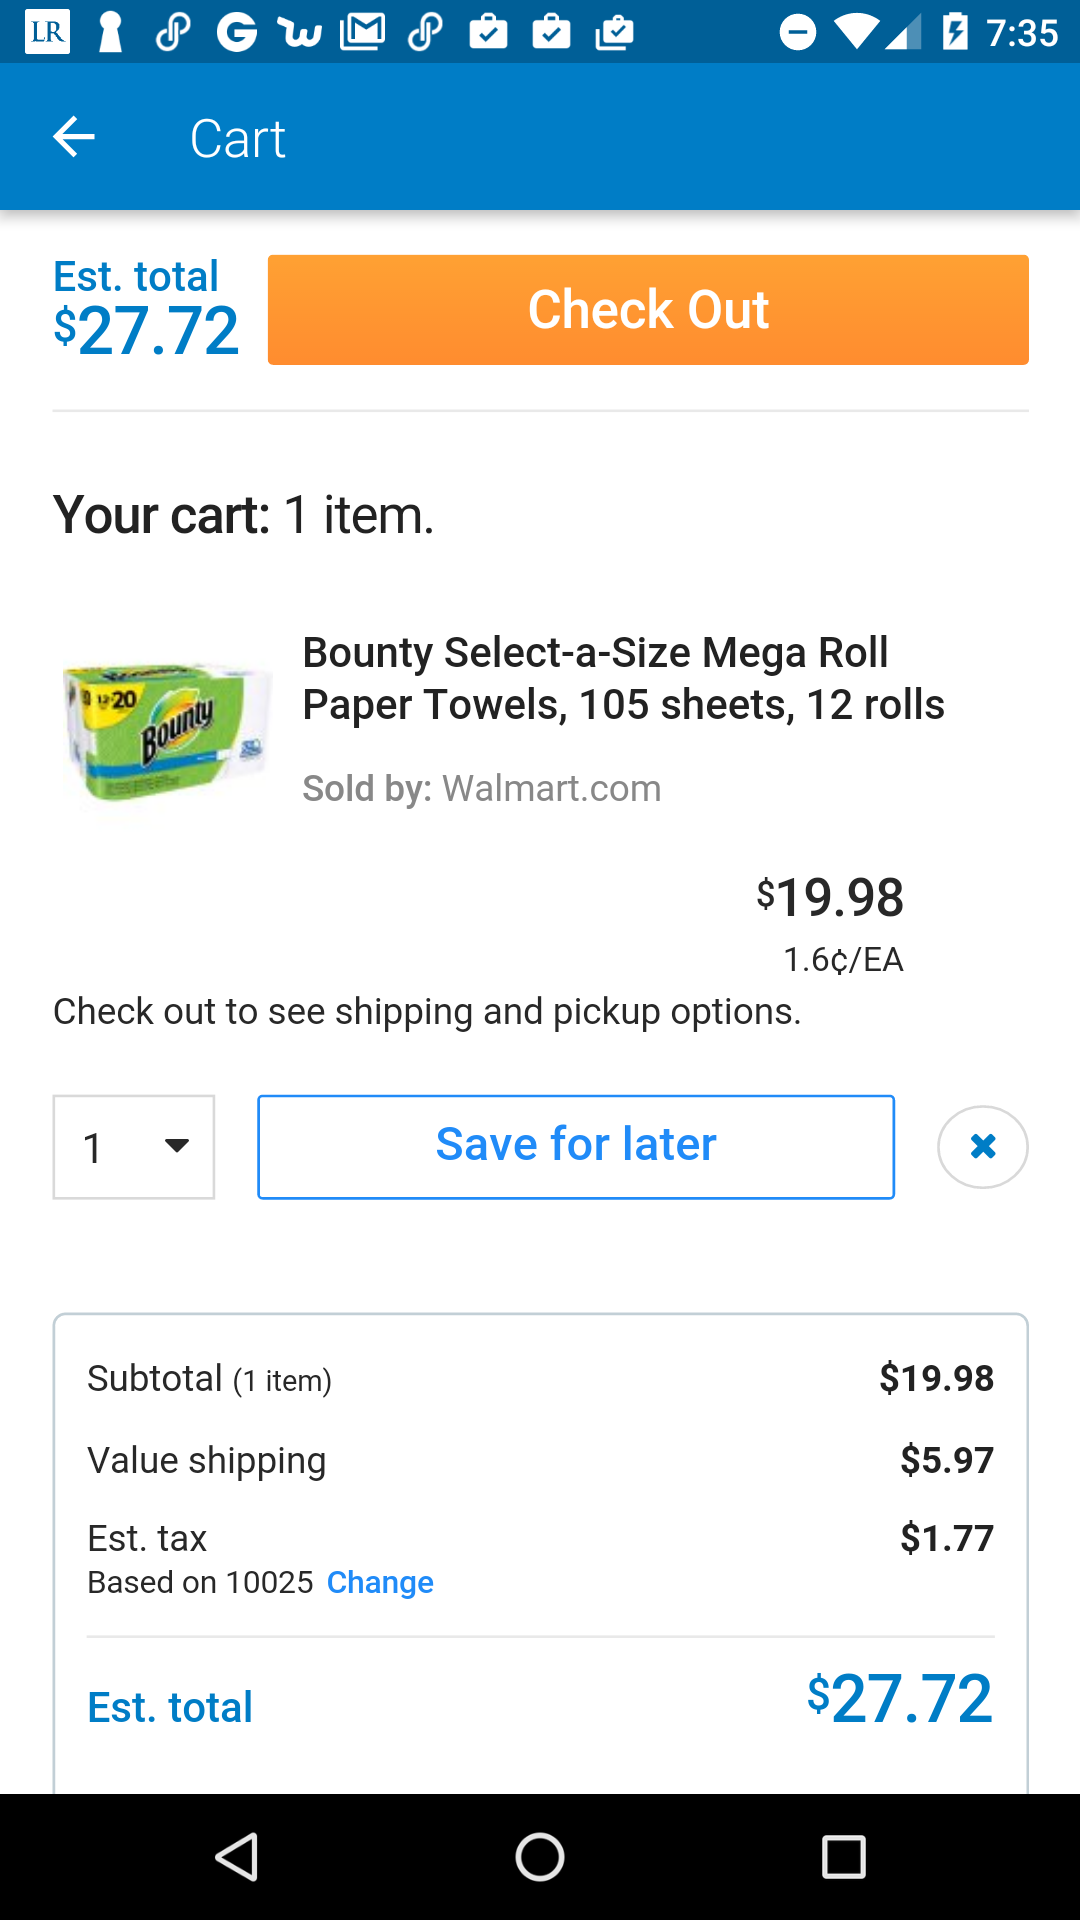 LR 7:35
Cart
Est. total
$27.72
Check Out
Your cart: 1 item.
Bounty Select-a-Size Mega Roll
Paper Towels, 105 sheets, 12 rolls
Sold by: Walmart.com
20
Bounty
$19.98
1.6¢/EA
Check out to see shipping and pickup options.
1
Save for later
Subtotal (1 item) $19.98
Value shipping $5.97
Est. tax $1.77
Based on 10025 Change
Est. total $27.72